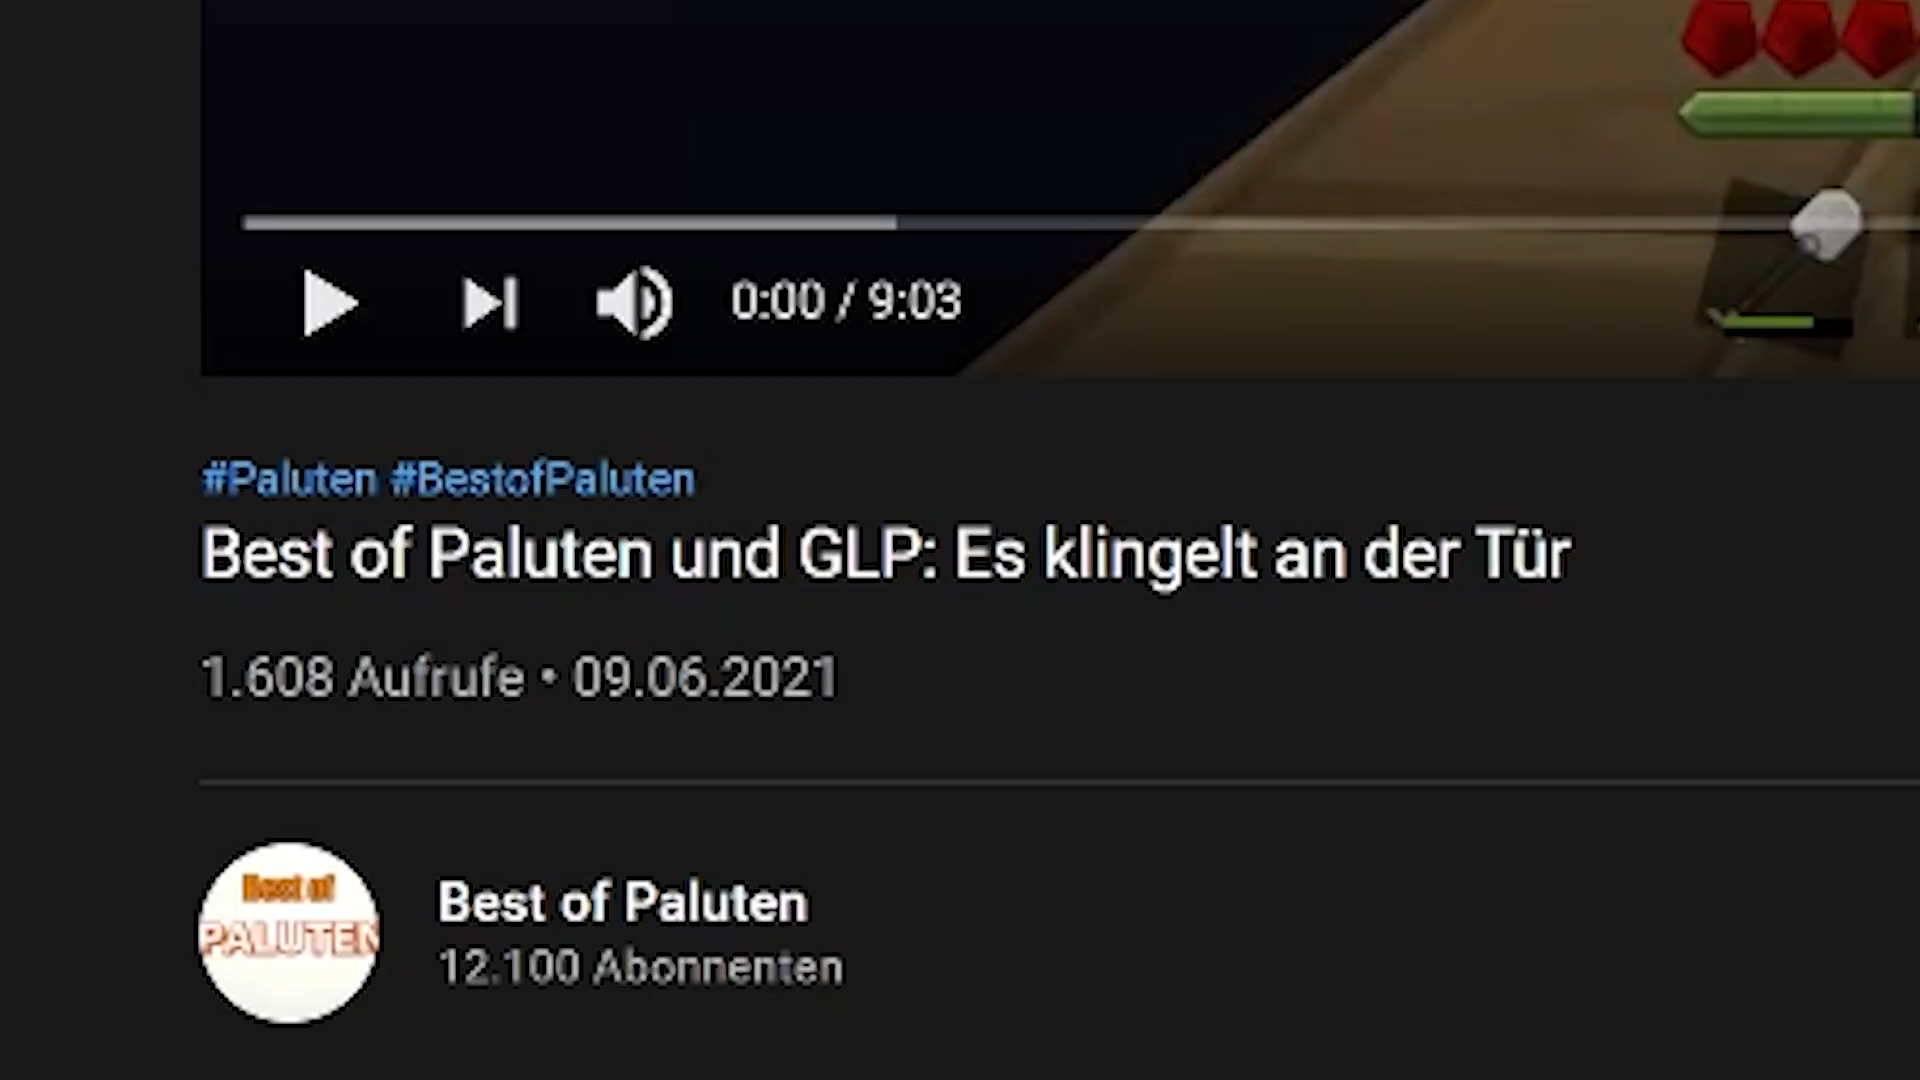 0:00 / 9:03
#Paluten #BestofPaluten
Best of Paluten und GLP: Es klingelt an der Tür
1.608 Aufrufe • 09.06.2021
Best of
PALUTEN
Best of Paluten
12.100 Abonnenten